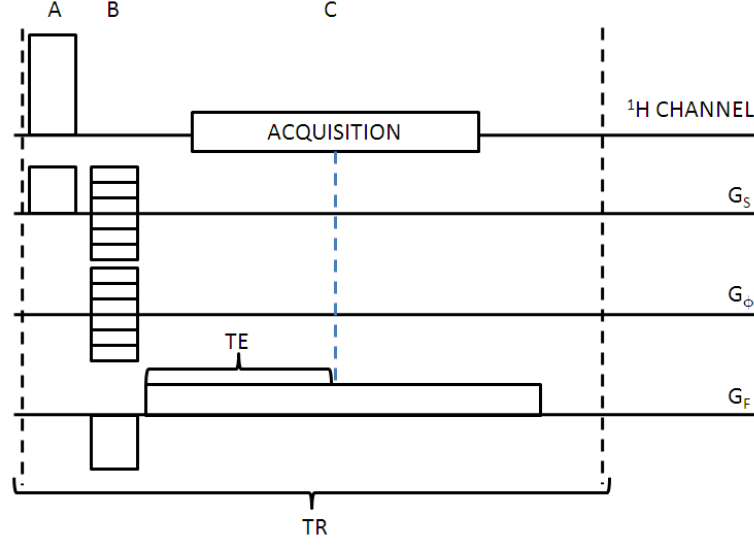 A B C
¹H CHANNEL
ACQUISITION
G_S
G_ϕ
TE
G_F
TR